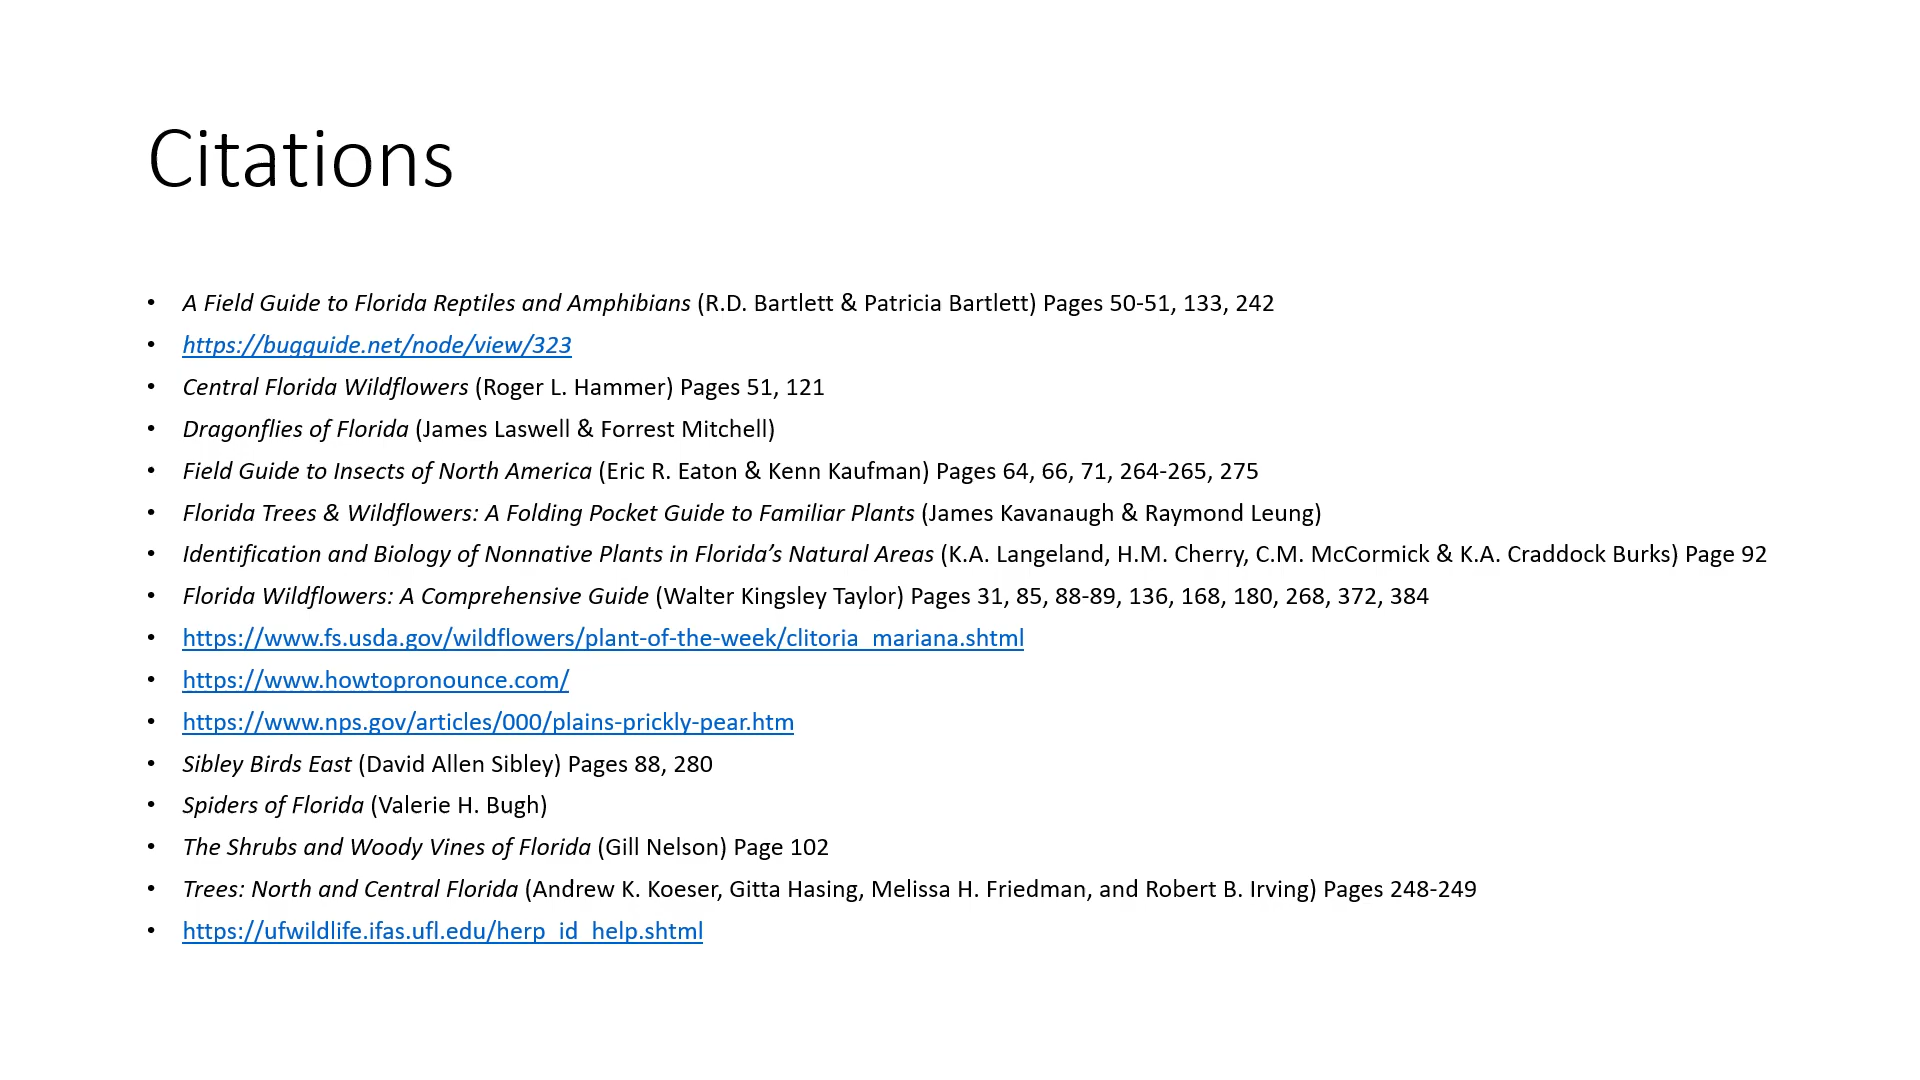 Citations
• A Field Guide to Florida Reptiles and Amphibians (R.D. Bartlett & Patricia Bartlett) Pages 50-51, 133, 242
• https://bugguide.net/node/view/323
• Central Florida Wildflowers (Roger L. Hammer) Pages 51, 121
• Dragonflies of Florida (James Laswell & Forrest Mitchell)
• Field Guide to Insects of North America (Eric R. Eaton & Kenn Kaufman) Pages 64, 66, 71, 264-265, 275
• Florida Trees & Wildflowers: A Folding Pocket Guide to Familiar Plants (James Kavanaugh & Raymond Leung)
• Identification and Biology of Nonnative Plants in Florida’s Natural Areas (K.A. Langeland, H.M. Cherry, C.M. McCormick & K.A. Craddock Burks) Page 92
• Florida Wildflowers: A Comprehensive Guide (Walter Kingsley Taylor) Pages 31, 85, 88-89, 136, 168, 180, 268, 372, 384
• https://www.fs.usda.gov/wildflowers/plant-of-the-week/clitoria_mariana.shtml
• https://www.howtopronounce.com/
• https://www.nps.gov/articles/000/plains-prickly-pear.htm
• Sibley Birds East (David Allen Sibley) Pages 88, 280
• Spiders of Florida (Valerie H. Bugh)
• The Shrubs and Woody Vines of Florida (Gill Nelson) Page 102
• Trees: North and Central Florida (Andrew K. Koeser, Gitta Hasing, Melissa H. Friedman, and Robert B. Irving) Pages 248-249
• https://ufwildlife.ifas.ufl.edu/herp_id_help.shtml